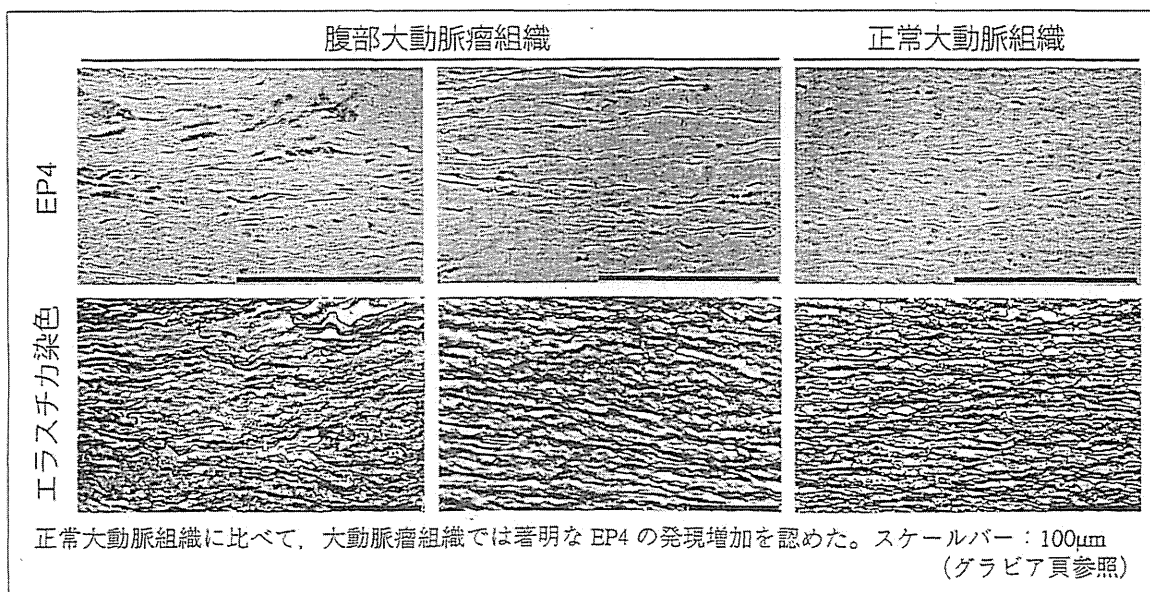 腹部大動脈瘤組織
正常大動脈組織
EP4
エラスチカ染色
正常大動脈組織に比べて，大動脈瘤組織では著明な EP4 の発現増加を認めた。スケールバー：100μm
(グラビア頁参照)